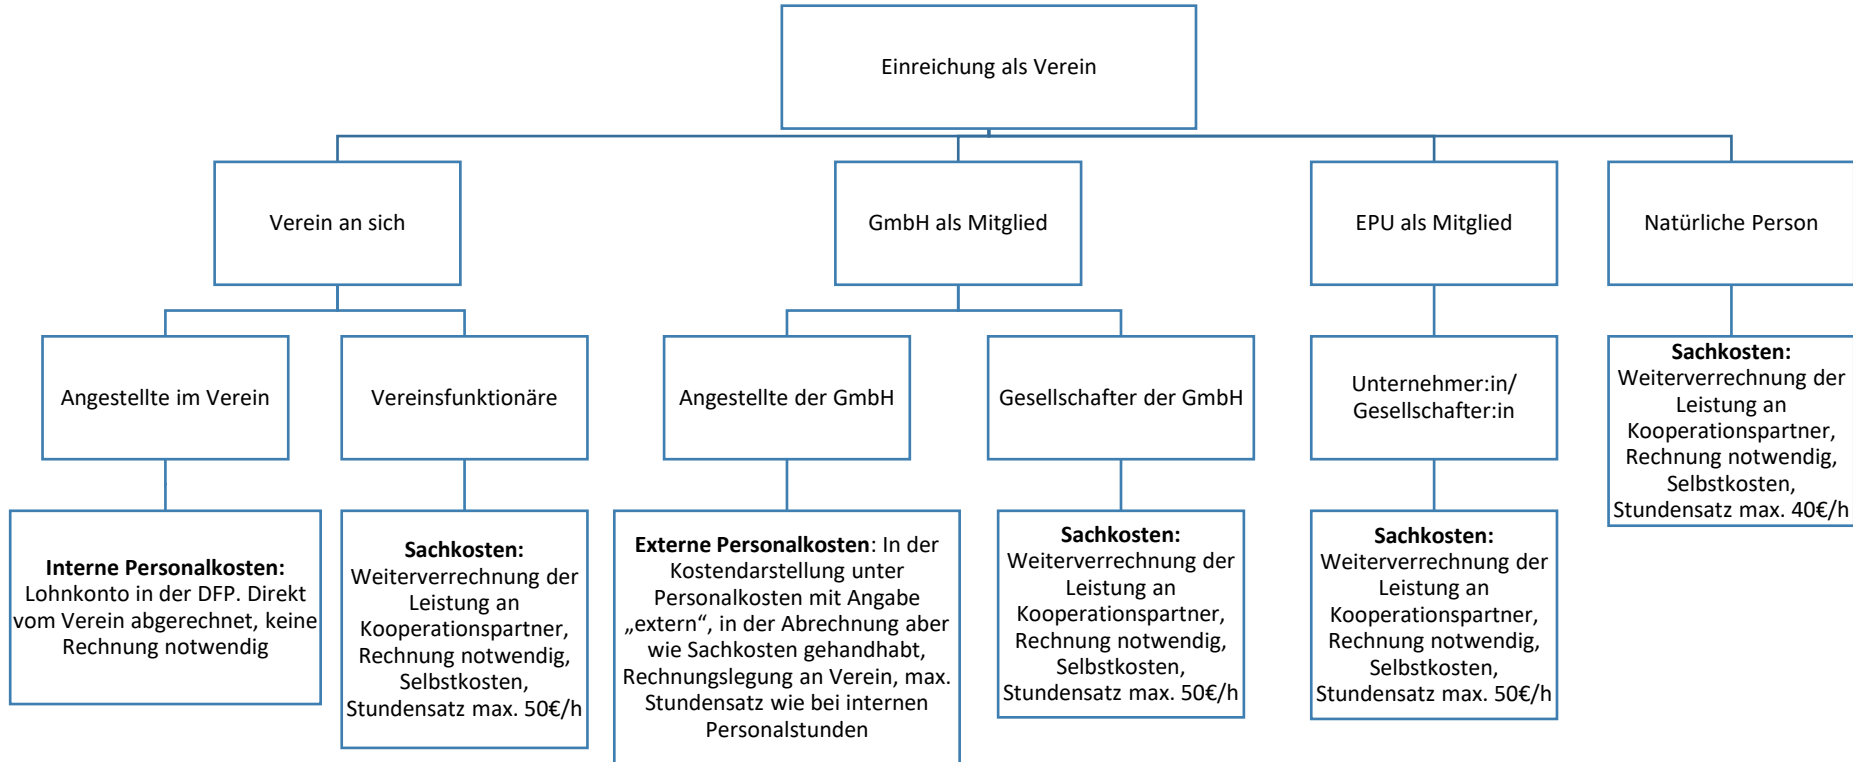 Einreichung als Verein
Verein an sich
GmbH als Mitglied
EPU als Mitglied
Natürliche Person
Angestellte im Verein
Vereinsfunktionäre
Angestellte der GmbH
Gesellschafter der GmbH
Unternehmer:in/
Gesellschafter:in
Sachkosten:
Weiterverrechnung der
Leistung an
Kooperationspartner,
Rechnung notwendig,
Selbstkosten,
Stundensatz max. 40€/h
Interne Personalkosten:
Lohnkonto in der DFP. Direkt
vom Verein abgerechnet, keine
Rechnung notwendig
Sachkosten:
Weiterverrechnung der
Leistung an
Kooperationspartner,
Rechnung notwendig,
Selbstkosten,
Stundensatz max. 50€/h
Externe Personalkosten: In der
Kostendarstellung unter
Personalkosten mit Angabe
„extern“, in der Abrechnung aber
wie Sachkosten gehandhabt,
Rechnungslegung an Verein, max.
Stundensatz wie bei internen
Personalstunden
Sachkosten:
Weiterverrechnung der
Leistung an
Kooperationspartner,
Rechnung notwendig,
Selbstkosten,
Stundensatz max. 50€/h
Sachkosten:
Weiterverrechnung der
Leistung an
Kooperationspartner,
Rechnung notwendig,
Selbstkosten,
Stundensatz max. 50€/h